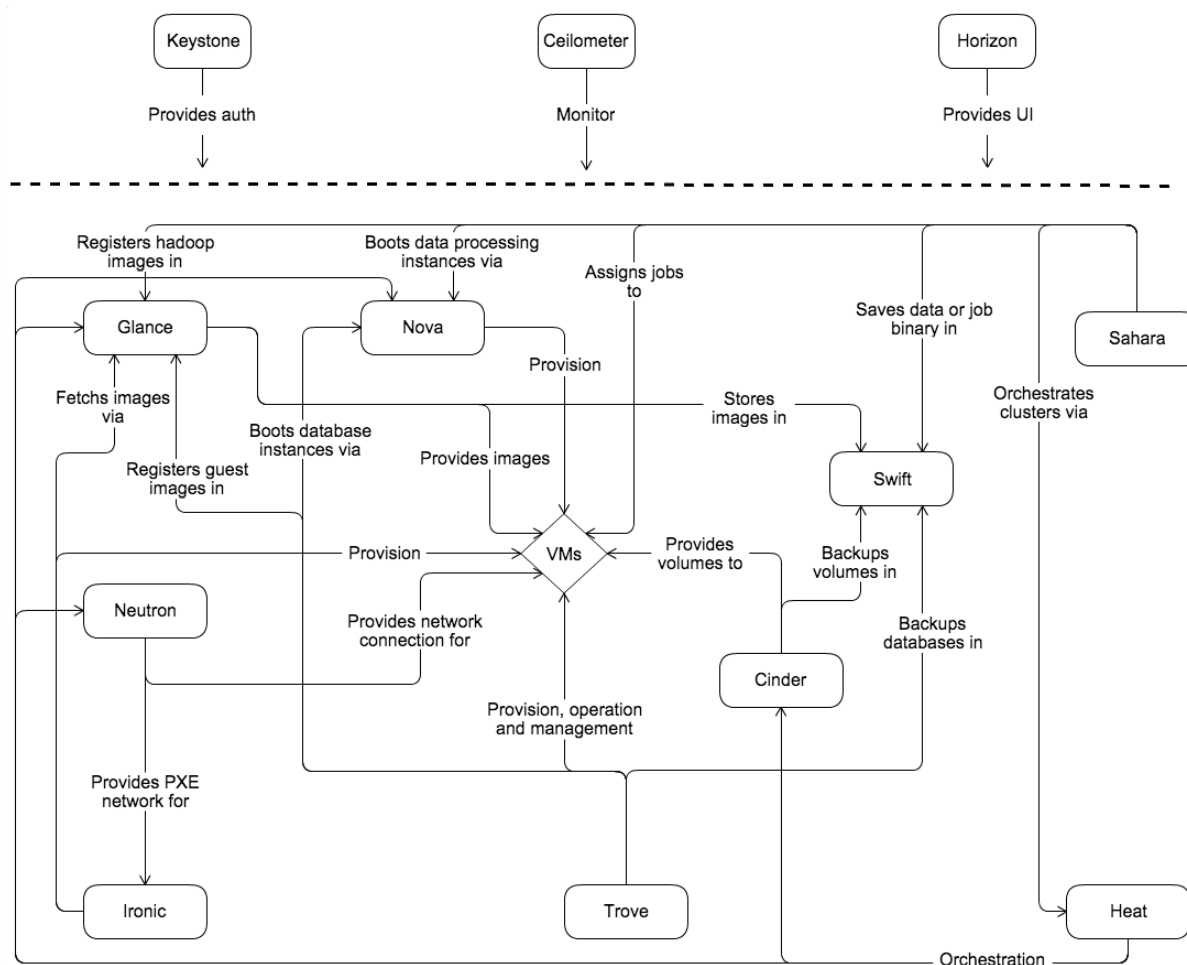 Keystone
Ceilometer
Horizon
Provides auth
Monitor
Provides UI
Registers hadoop
images in
Boots data processing
instances via
Assigns jobs
to
Saves data or job
binary in
Glance
Nova
Sahara
Provision
Fetchs images
via
Stores
images in
Orchestrates
clusters via
Boots database
instances via
Provides images
Registers guest
images in
Swift
Provision
VMs
Provides
volumes to
Backups
volumes in
Neutron
Provides network
connection for
Backups
databases in
Cinder
Provision, operation
and management
Provides PXE
network for
Ironic
Trove
Heat
Orchestration